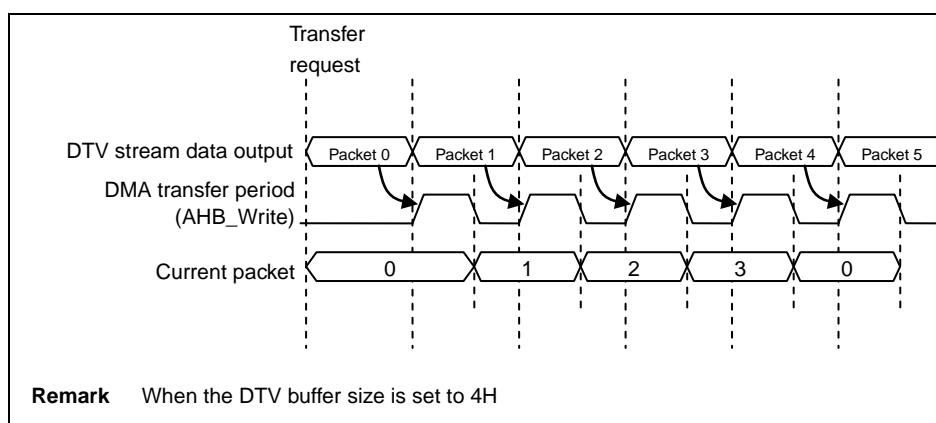 Transfer
request
DTV stream data output
Packet 0 Packet 1 Packet 2 Packet 3 Packet 4 Packet 5
DMA transfer period
(AHB_Write)
Current packet
0 1 2 3 0
Remark When the DTV buffer size is set to 4H